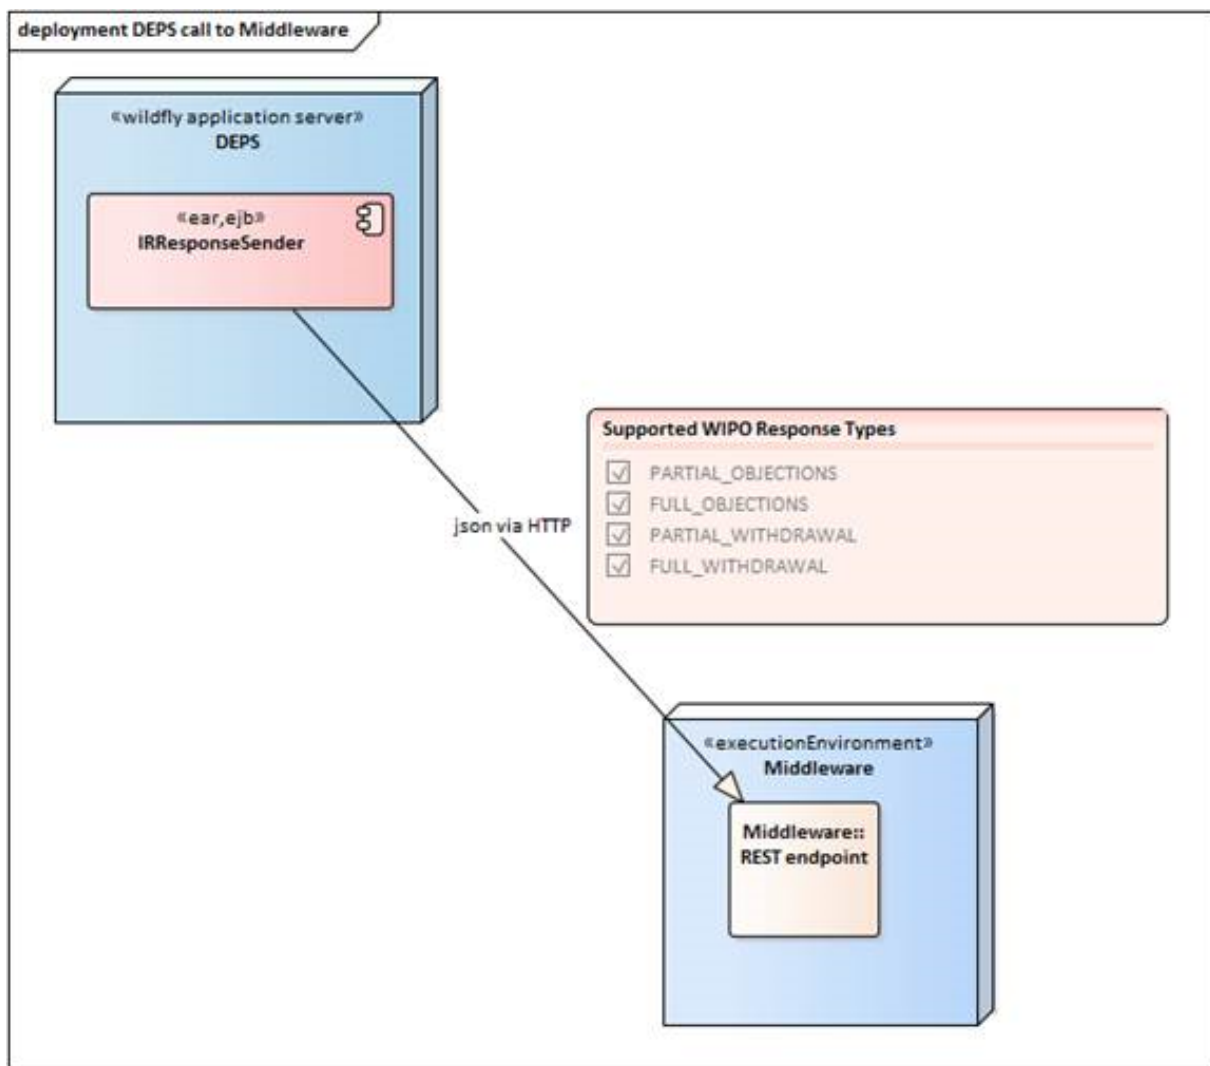 deployment DEPS call to Middleware
«wildfly application server»
DEPS
«ear,ejb»
IRResponseSender
Supported WIPO Response Types
PARTIAL_OBJECTIONS
FULL_OBJECTIONS
PARTIAL_WITHDRAWAL
FULL_WITHDRAWAL
json via HTTP
«executionEnvironment»
Middleware
Middleware::
REST endpoint